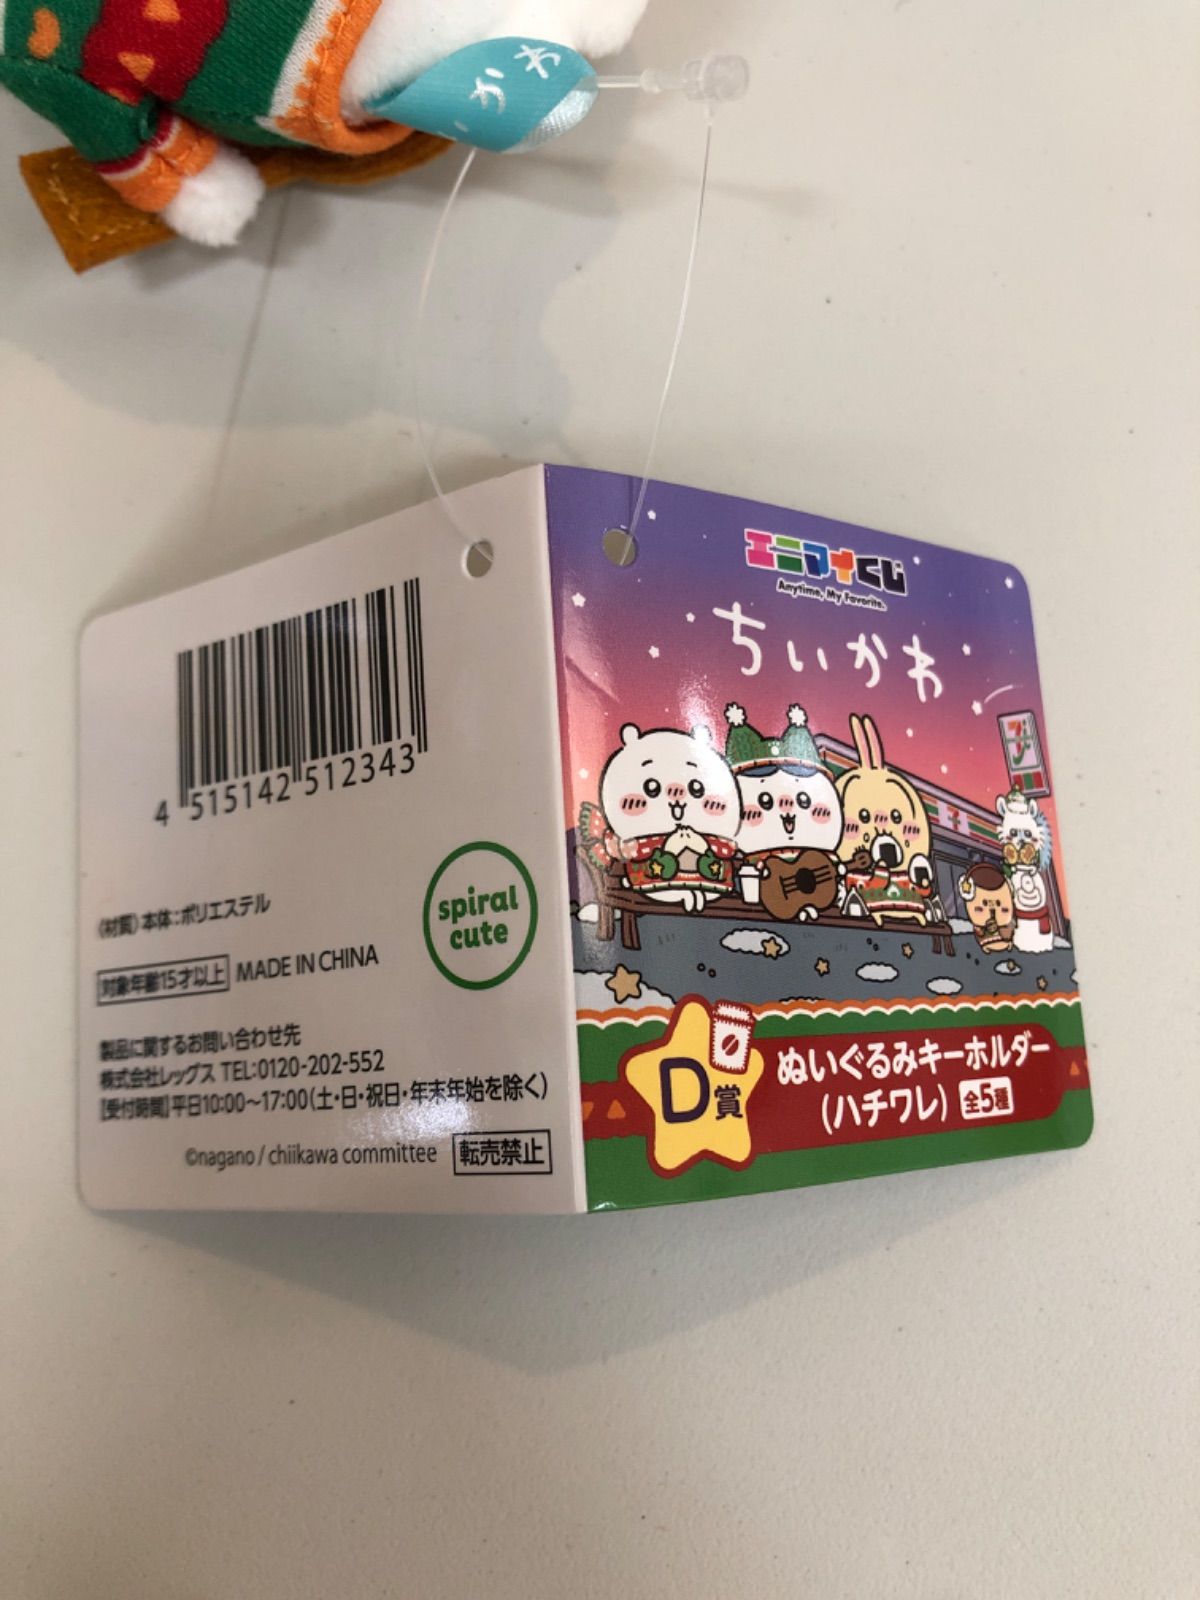 いかわ
4 515142 512343
《材質》本体:ポリエステル
対象年齢15才以上 MADE IN CHINA
spiral
cute
製品に関するお問い合わせ先
株式会社レッグス TEL:0120-202-552
【受付時間】平日10:00〜17:00(土・日・祝日・年末年始を除く)
©nagano / chiikawa committee 転売禁止
エニマイくじ
Anytime, My Favorite.
ちいかわ
7
D賞
ぬいぐるみキーホルダー
(ハチワレ) 全5種